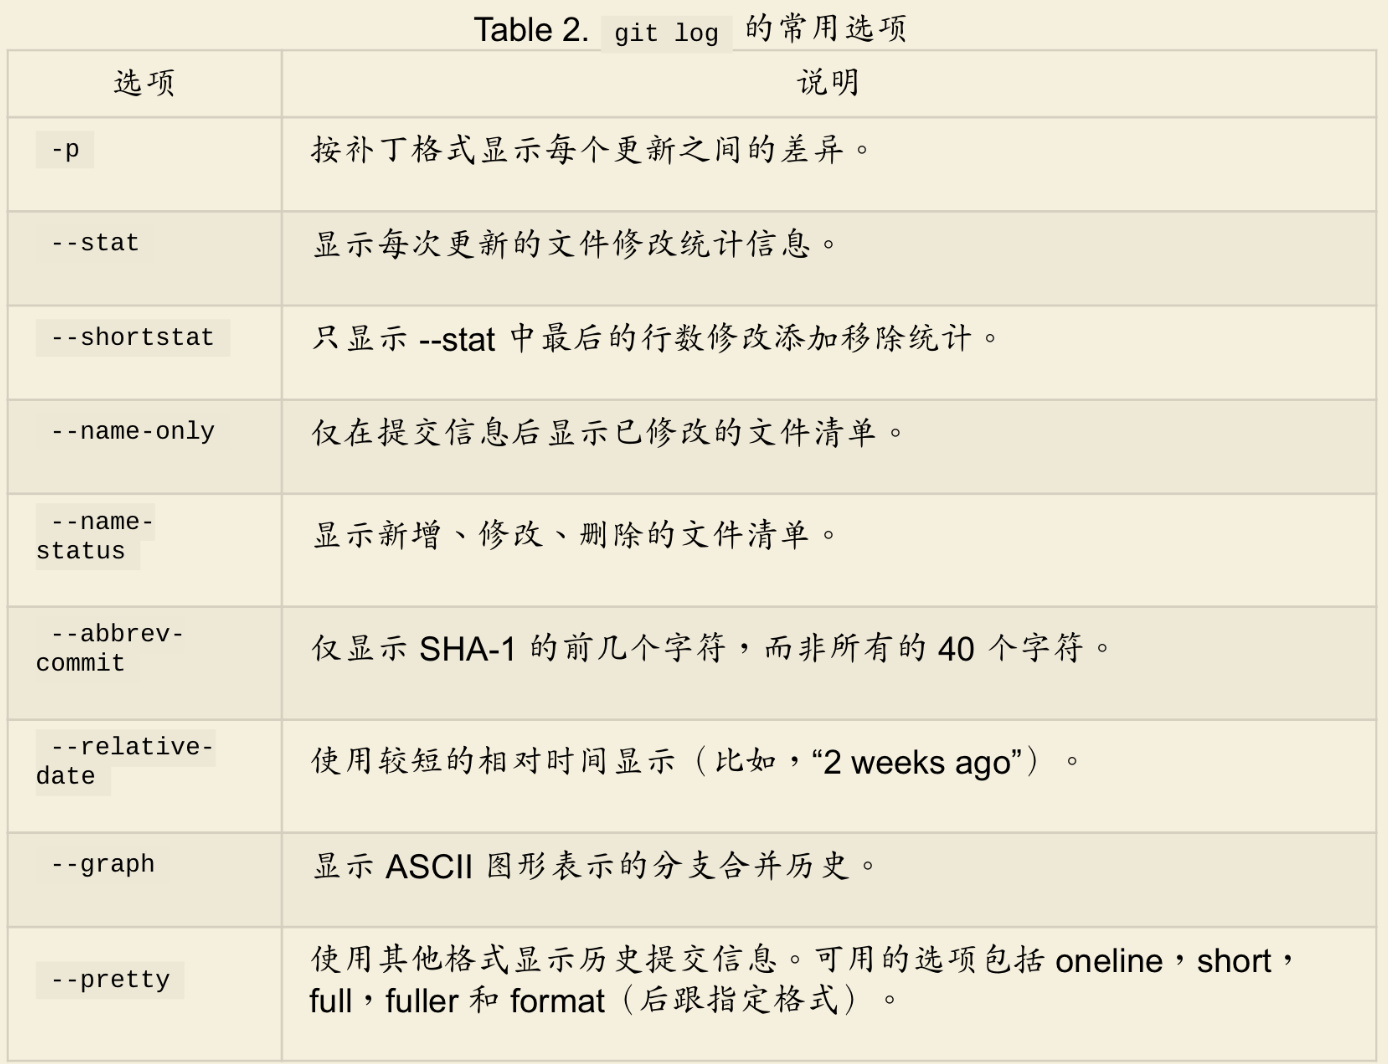 Table 2. git log 的常用选项
选项 说明
-p 按补丁格式显示每个更新之间的差异。
--stat 显示每次更新的文件修改统计信息。
--shortstat 只显示 --stat 中最后的行数修改添加移除统计。
--name-only 仅在提交信息后显示已修改的文件清单。
--name-
status
显示新增、修改、删除的文件清单。
--abbrev-
commit
仅显示 SHA-1 的前几个字符，而非所有的 40 个字符。
--relative-
date
使用较短的相对时间显示（比如，“2 weeks ago”）。
--graph 显示 ASCII 图形表示的分支合并历史。
--pretty
使用其他格式显示历史提交信息。可用的选项包括 oneline，short，
full，fuller 和 format（后跟指定格式）。